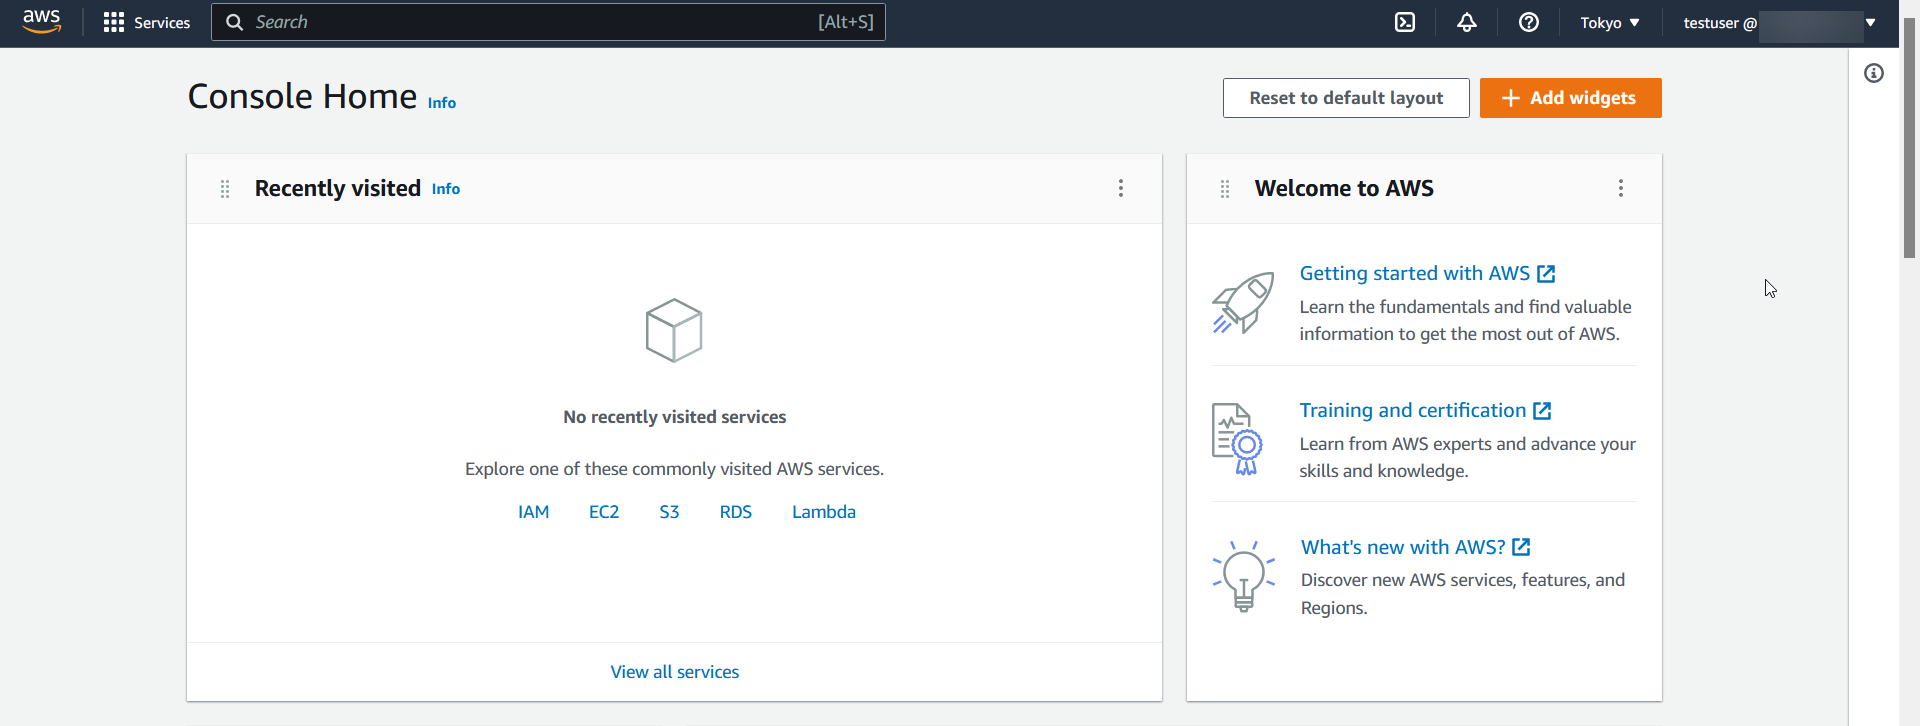 aws
Services
Search
[Alt+S]
Tokyo
testuser @
Console Home Info
Reset to default layout
Add widgets
Recently visited Info
No recently visited services
Explore one of these commonly visited AWS services.
IAM EC2 S3 RDS Lambda
View all services
Welcome to AWS
Getting started with AWS
Learn the fundamentals and find valuable
information to get the most out of AWS.
Training and certification
Learn from AWS experts and advance your
skills and knowledge.
What's new with AWS?
Discover new AWS services, features, and
Regions.